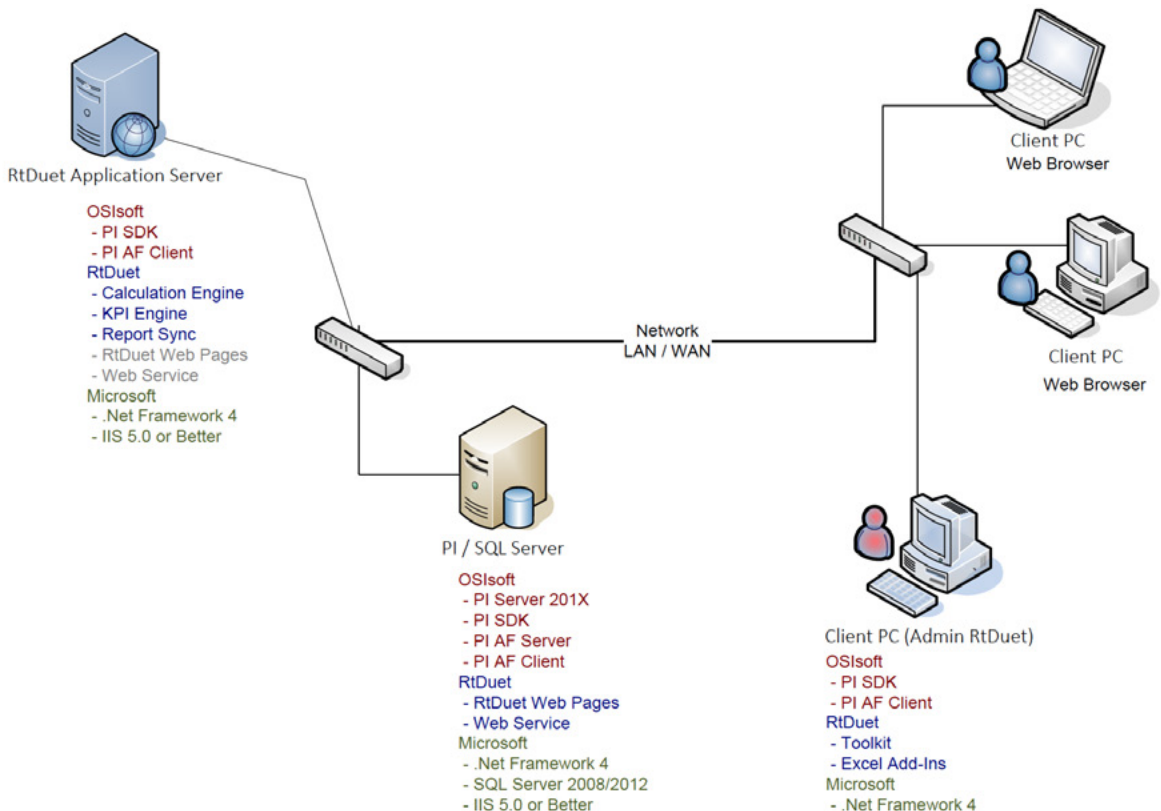 RtDuet Application Server
OSIsoft
- PI SDK
- PI AF Client
RtDuet
- Calculation Engine
- KPI Engine
- Report Sync
- RtDuet Web Pages
- Web Service
Microsoft
- .Net Framework 4
- IIS 5.0 or Better
Network
LAN / WAN
Client PC
Web Browser
Client PC
Web Browser
PI / SQL Server
OSIsoft
- PI Server 201X
- PI SDK
- PI AF Server
- PI AF Client
RtDuet
- RtDuet Web Pages
- Web Service
Microsoft
- .Net Framework 4
- SQL Server 2008/2012
- IIS 5.0 or Better
Client PC (Admin RtDuet)
OSIsoft
- PI SDK
- PI AF Client
RtDuet
- Toolkit
- Excel Add-Ins
Microsoft
- .Net Framework 4